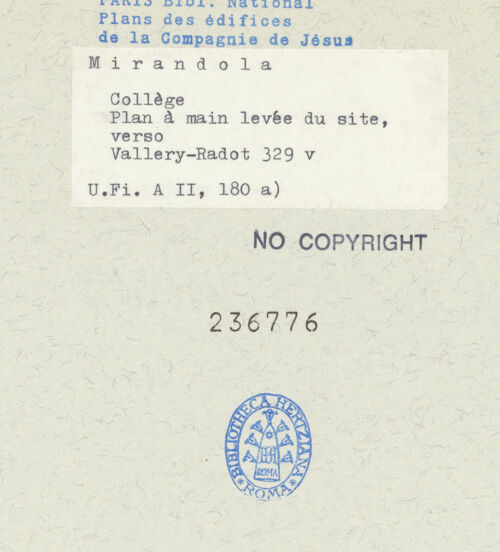 PARIS Bibl. National
Plans des édifices
de la Compagnie de Jésus
Mirandola
Collège
Plan à main levée du site,
verso
Vallery-Radot 329 v
U.Fi. A II, 180 a)
NO COPYRIGHT
236776
BIBLIOTHECA HERTZIANA
ROMA
* ROMA *